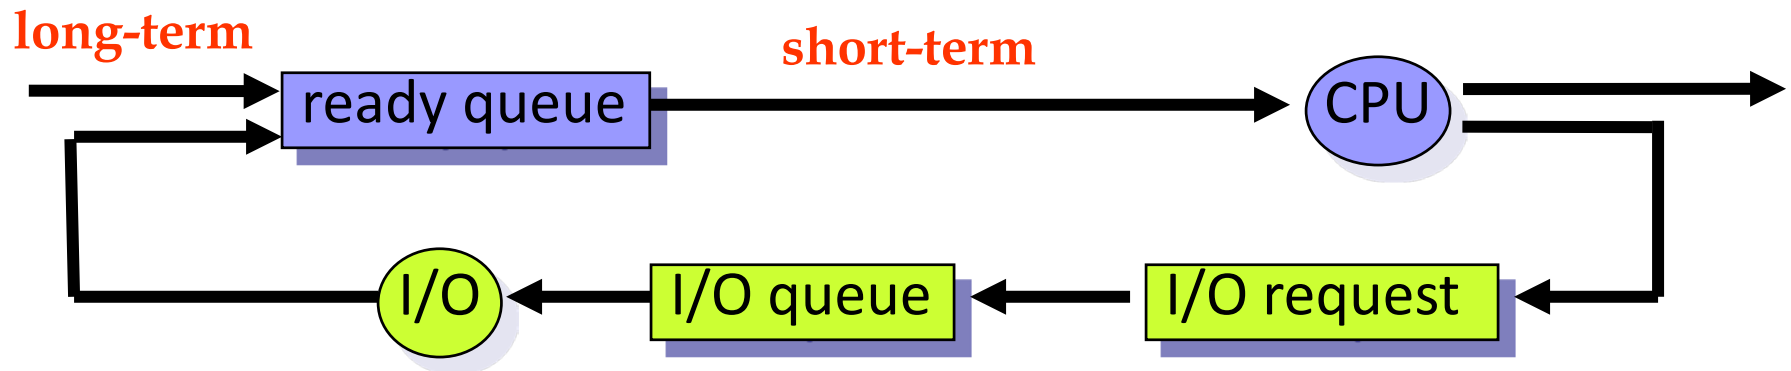 long-term
short-term
ready queue
CPU
I/O
I/O queue
I/O request